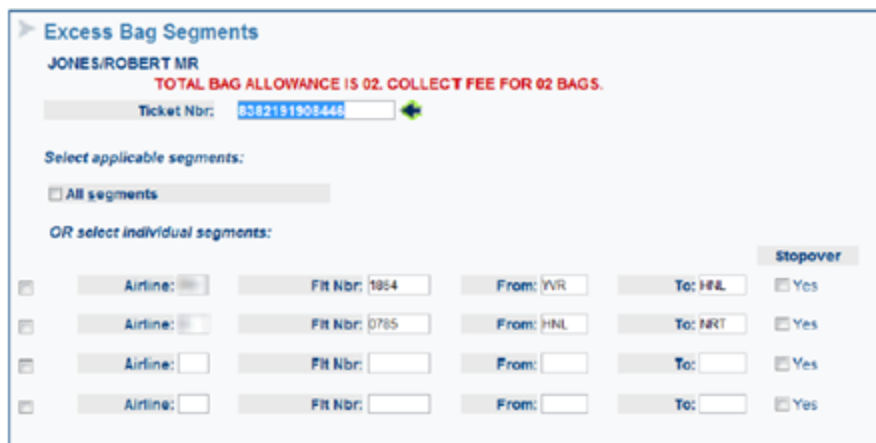 Excess Bag Segments
JONES/ROBERT MR
TOTAL BAG ALLOWANCE IS 02. COLLECT FEE FOR 02 BAGS.
Ticket Nbr: 8382191908446
Select applicable segments:
All segments
OR select individual segments:
Stopover
Airline: Flt Nbr: 1864 From: YVR To: HNL Yes
Airline: Flt Nbr: 0785 From: HNL To: NRT Yes
Airline: Flt Nbr: From: To: Yes
Airline: Flt Nbr: From: To: Yes